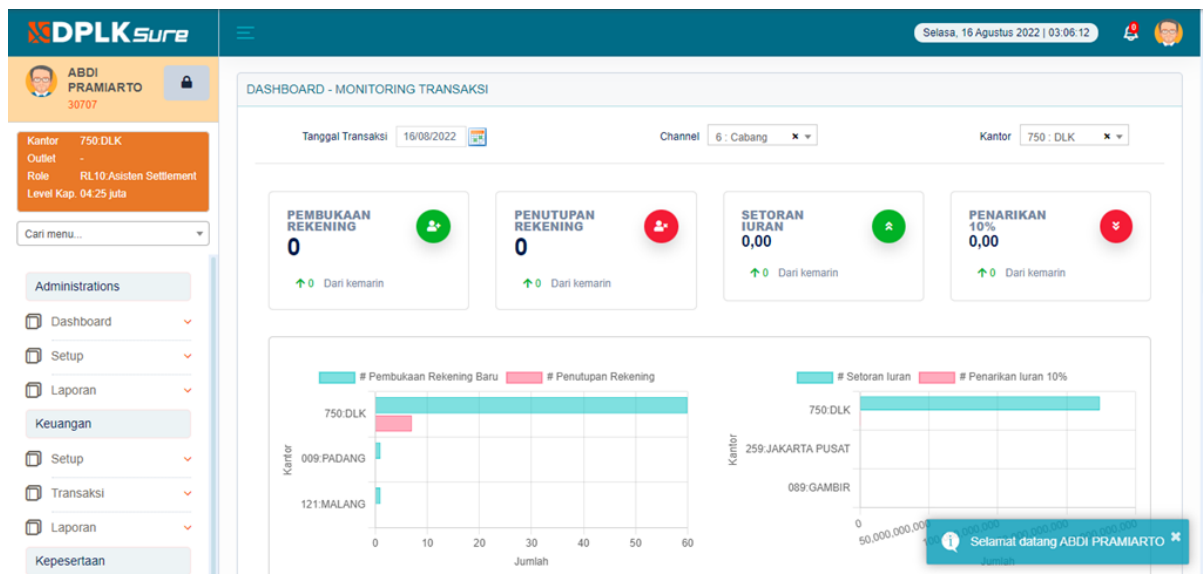 DPLKSure
Selasa, 16 Agustus 2022 | 03:06:12
ABDI
PRAMIARTO
30707
Kantor 750:DLK
Outlet -
Role RL10:Asisten Settlement
Level Kap. 04:25 juta
Cari menu...
Administrations
Dashboard
Setup
Laporan
Keuangan
Setup
Transaksi
Laporan
Kepesertaan
DASHBOARD - MONITORING TRANSAKSI
Tanggal Transaksi 16/08/2022 Channel 6 : Cabang × Kantor 750 : DLK ×
PEMBUKAAN
REKENING
0
0 Dari kemarin
PENUTUPAN
REKENING
0
0 Dari kemarin
SETORAN
IURAN
0,00
0 Dari kemarin
PENARIKAN
10%
0,00
0 Dari kemarin
# Pembukaan Rekening Baru # Penutupan Rekening
Kantor
750:DLK
009:PADANG
121:MALANG
0 10 20 30 40 50 60
Jumlah
# Setoran Iuran # Penarikan Iuran 10%
Kantor
750:DLK
259:JAKARTA PUSAT
089:GAMBIR
0
50,000,000,000
Jumlah
Selamat datang ABDI PRAMIARTO ×